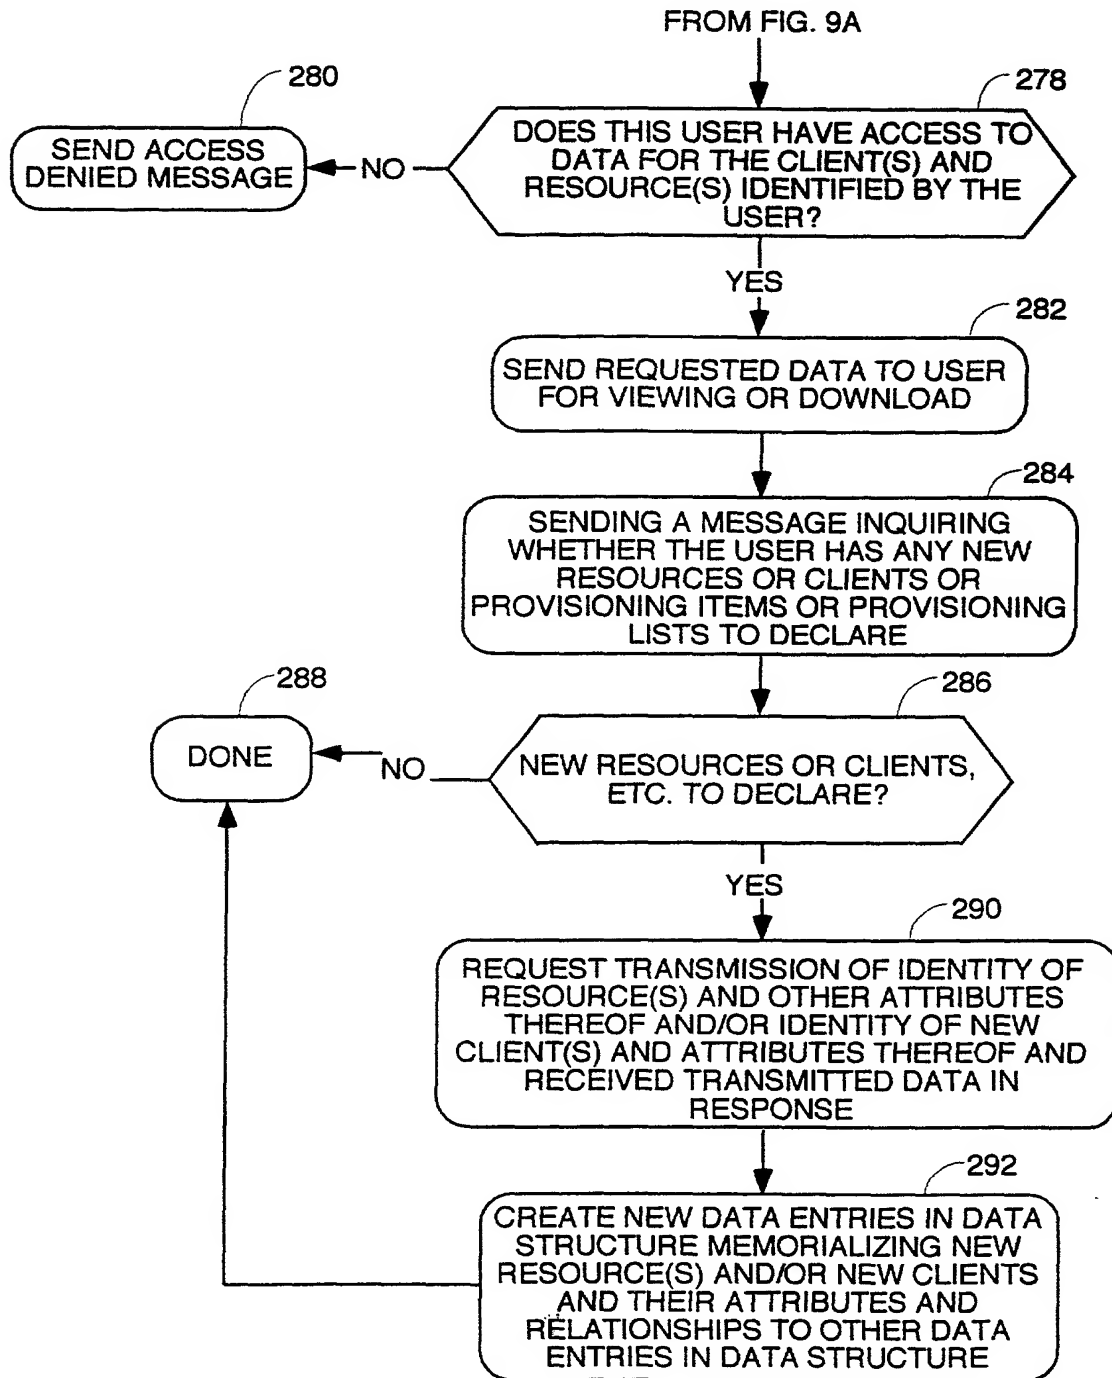 FROM FIG. 9A
280
278
SEND ACCESS
DENIED MESSAGE
NO
DOES THIS USER HAVE ACCESS TO
DATA FOR THE CLIENT(S) AND
RESOURCE(S) IDENTIFIED BY THE
USER?
YES
282
SEND REQUESTED DATA TO USER
FOR VIEWING OR DOWNLOAD
284
SENDING A MESSAGE INQUIRING
WHETHER THE USER HAS ANY NEW
RESOURCES OR CLIENTS OR
PROVISIONING ITEMS OR PROVISIONING
LISTS TO DECLARE
288
286
DONE
NO
NEW RESOURCES OR CLIENTS,
ETC. TO DECLARE?
YES
290
REQUEST TRANSMISSION OF IDENTITY OF
RESOURCE(S) AND OTHER ATTRIBUTES
THEREOF AND/OR IDENTITY OF NEW
CLIENT(S) AND ATTRIBUTES THEREOF AND
RECEIVED TRANSMITTED DATA IN
RESPONSE
292
CREATE NEW DATA ENTRIES IN DATA
STRUCTURE MEMORIALIZING NEW
RESOURCE(S) AND/OR NEW CLIENTS
AND THEIR ATTRIBUTES AND
RELATIONSHIPS TO OTHER DATA
ENTRIES IN DATA STRUCTURE